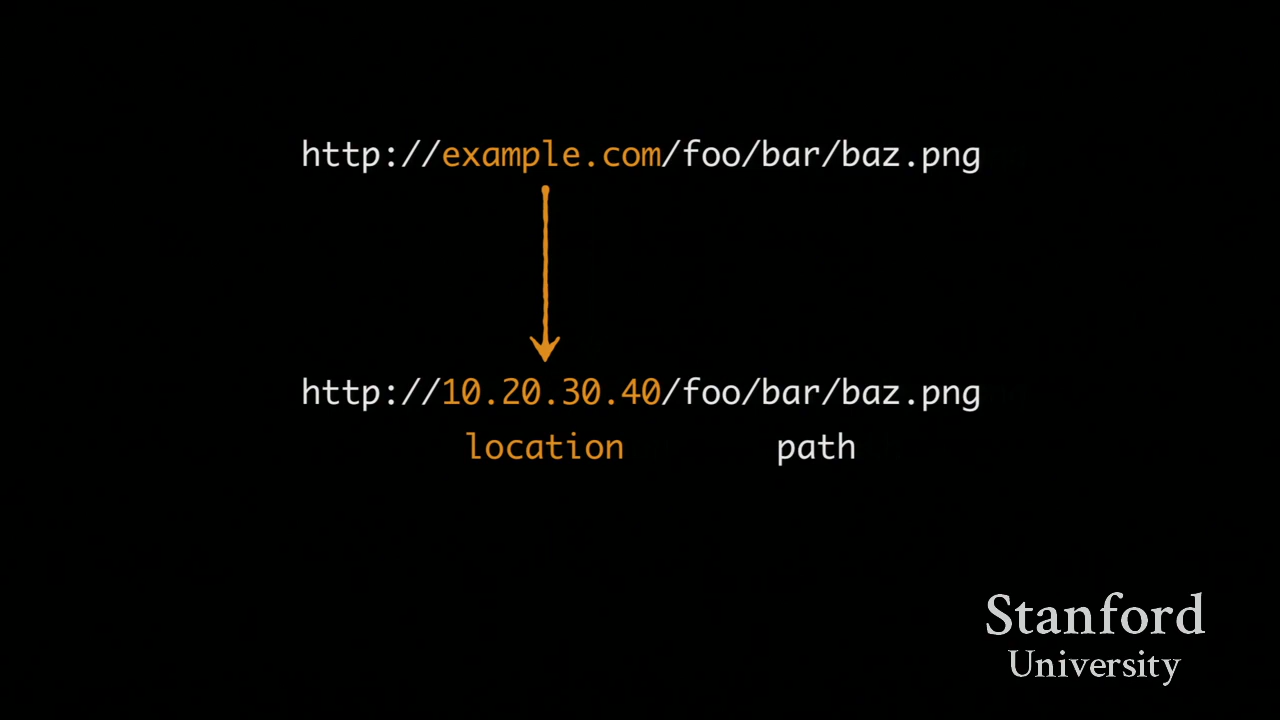 http://example.com/foo/bar/baz.png
http://10.20.30.40/foo/bar/baz.png
location path
Stanford
University